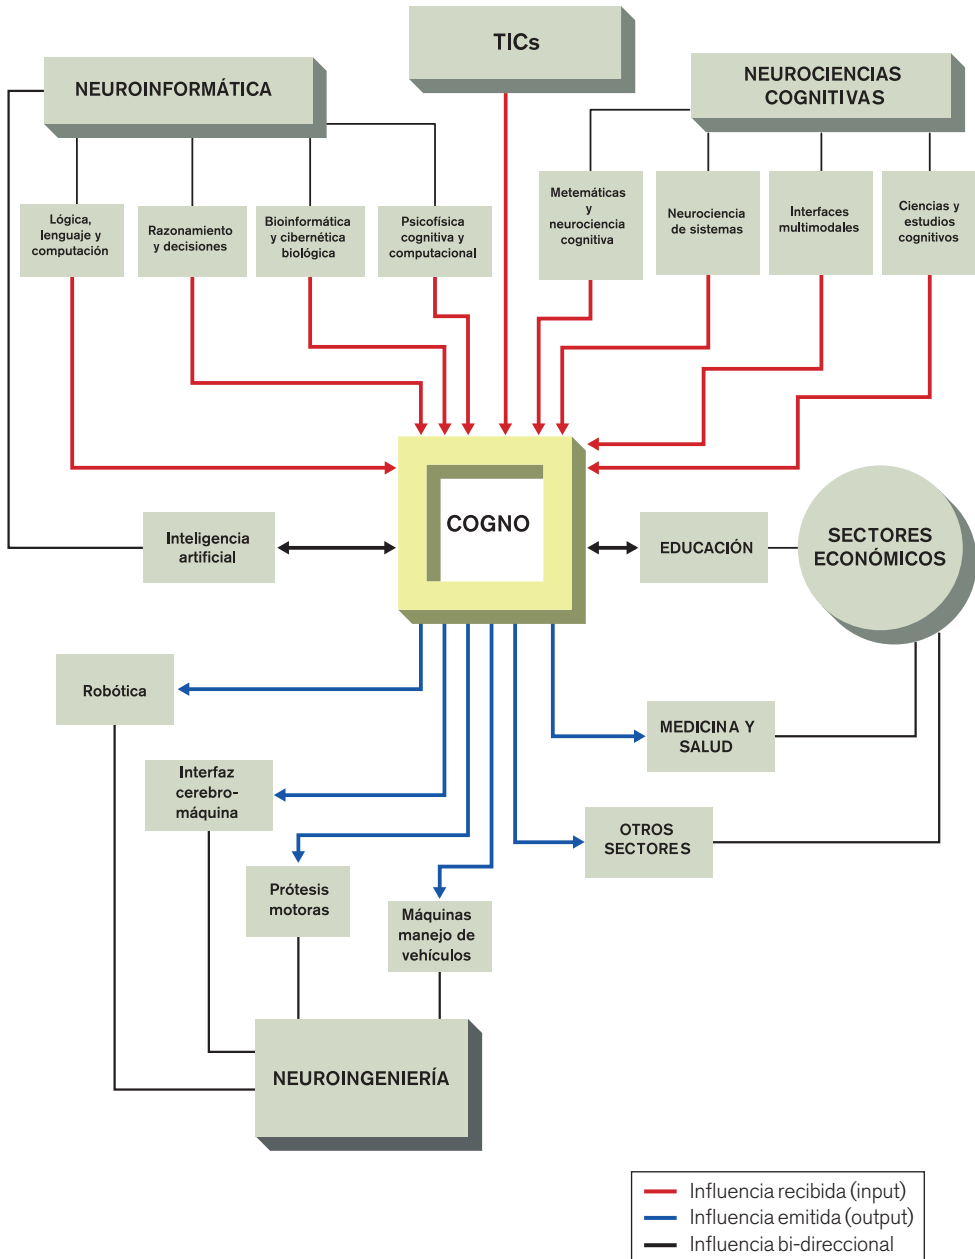 TICs
NEUROINFORMÁTICA
NEUROCIENCIAS
COGNITIVAS
Lógica,
lenguaje y
computación
Razonamiento
y decisiones
Bioinformática
y cibernética
biológica
Psicofísica
cognitiva y
computacional
Metemáticas
y
neurociencia
cognitiva
Neurociencia
de sistemas
Interfaces
multimodales
Ciencias y
estudios
cognitivos
COGNO
Inteligencia
artificial
EDUCACIÓN
SECTORES
ECONÓMICOS
Robótica
MEDICINA Y
SALUD
Interfaz
cerebro-
máquina
OTROS
SECTORES
Prótesis
motoras
Máquinas
manejo de
vehículos
NEUROINGENIERÍA
Influencia recibida (input)
Influencia emitida (output)
Influencia bi-direccional